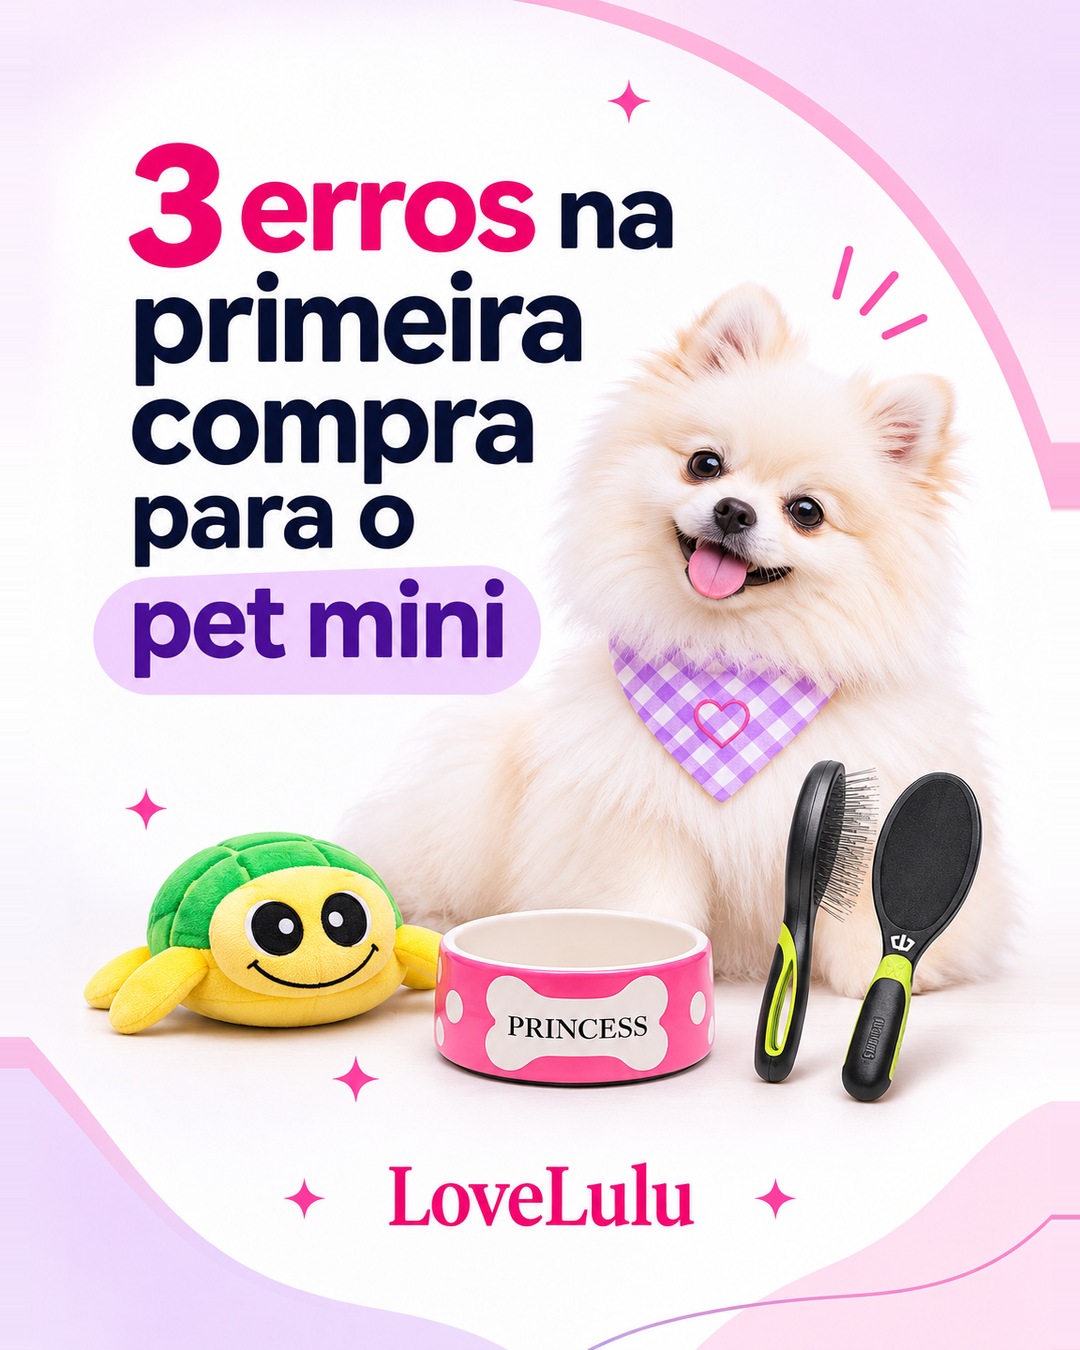 3 erros na
primeira
compra
para o
pet mini
PRINCESS
LoveLulu